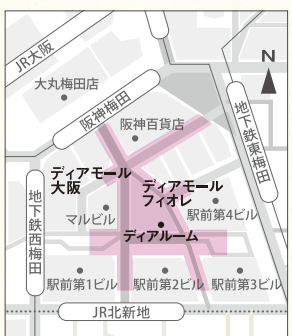 JR大阪
N
大丸梅田店
阪神梅田
阪神百貨店
地下鉄東梅田
ディアモール
大阪
ディアモール
フィオレ
地下鉄西梅田
マルビル
駅前第4ビル
ディアルーム
駅前第1ビル
駅前第2ビル
駅前第3ビル
JR北新地